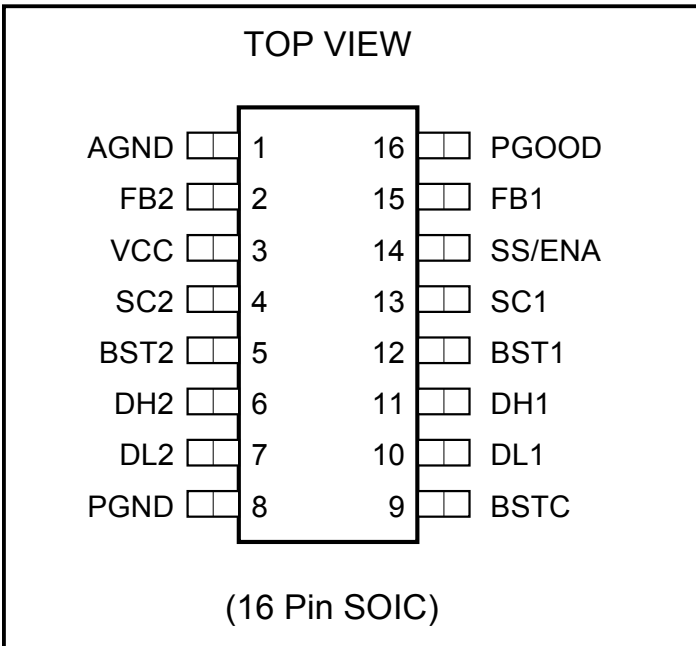 TOP VIEW
AGND 1 16 PGOOD
FB2 2 15 FB1
VCC 3 14 SS/ENA
SC2 4 13 SC1
BST2 5 12 BST1
DH2 6 11 DH1
DL2 7 10 DL1
PGND 8 9 BSTC
(16 Pin SOIC)